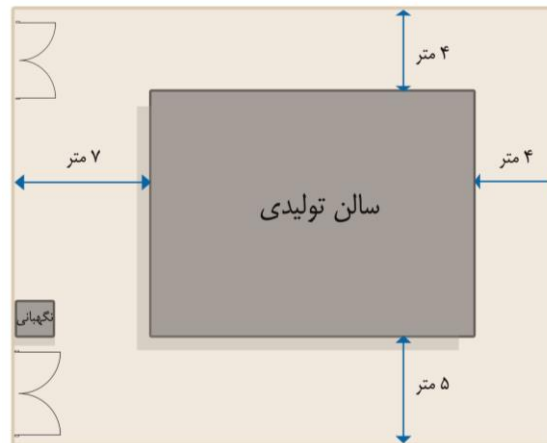 ۴ متر
۷ متر
۴ متر
سالن تولیدی
نگهبانی
۵ متر